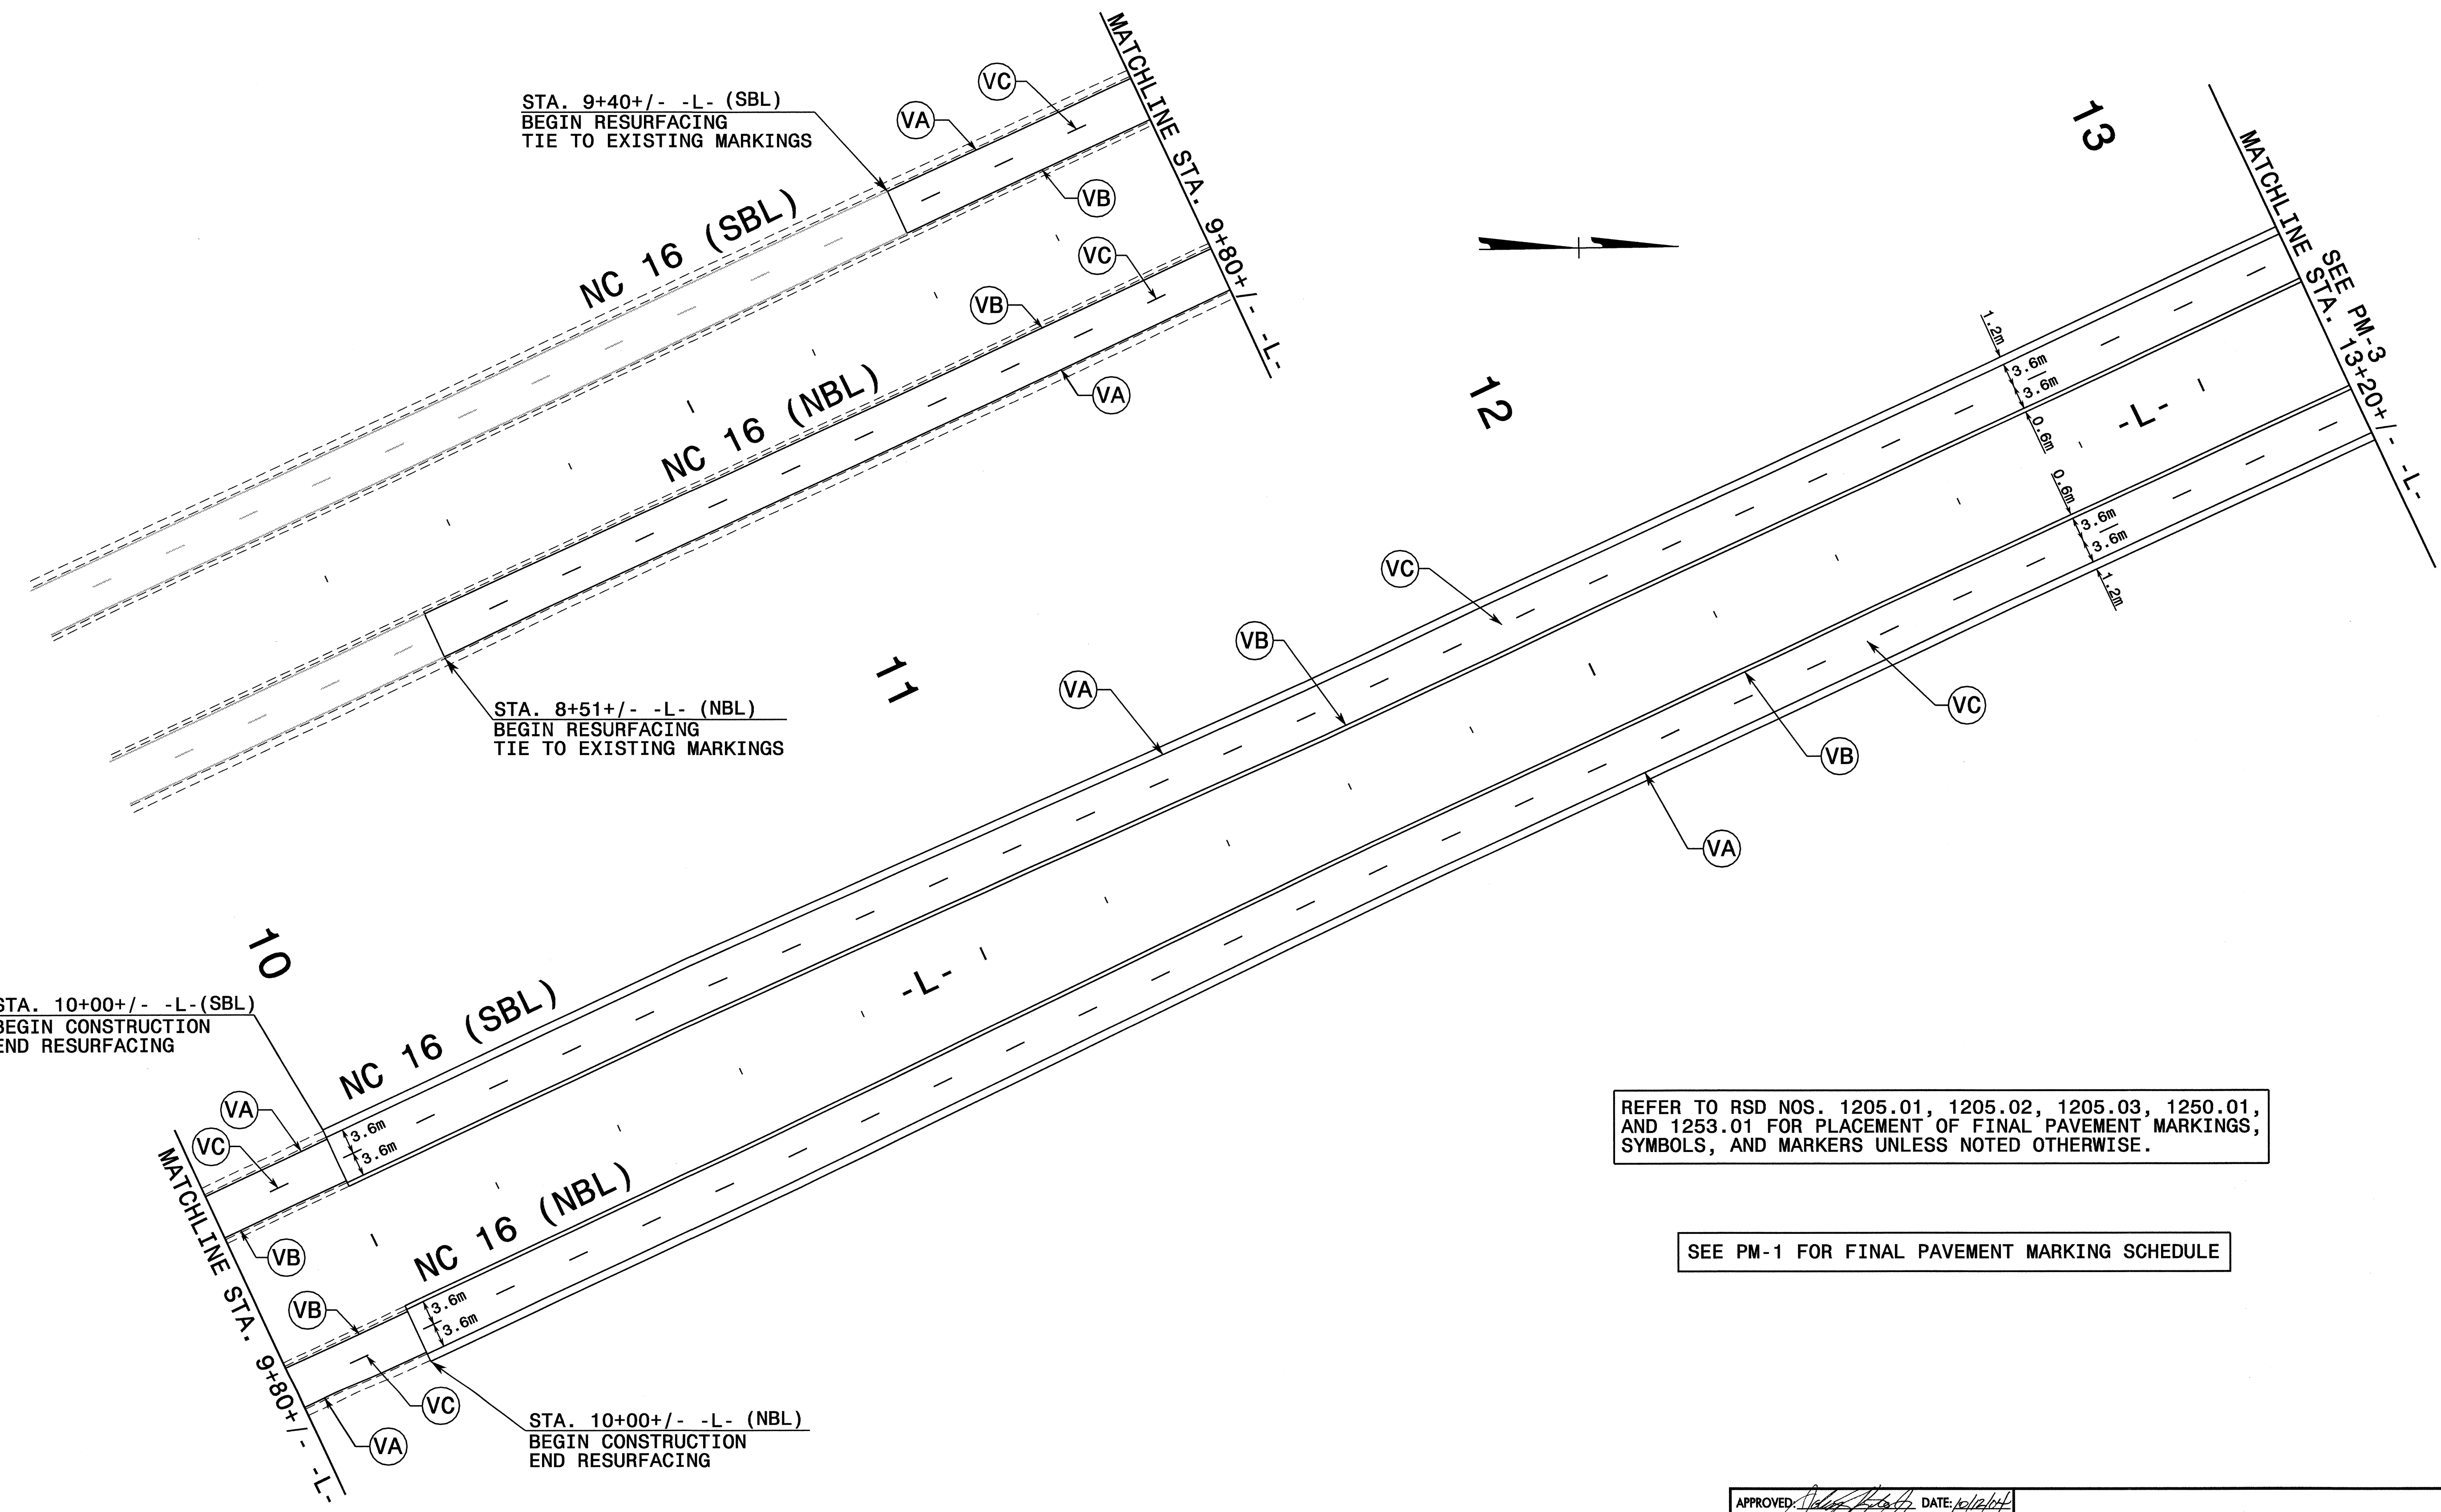 STA. 9+40+/- -L- (SBL)
BEGIN RESURFACING
TIE TO EXISTING MARKINGS
VA
VC
MATCHLINE STA. 9+80+/- -L-
VB
NC 16 (SBL)
VC
VB
NC 16 (NBL)
VA
STA. 8+51+/- -L- (NBL)
BEGIN RESURFACING
TIE TO EXISTING MARKINGS
13
MATCHLINE STA. 13+20+/- -L-
SEE PM-3
1.2m
3.6m
3.6m
0.6m
-L-
0.6m
3.6m
3.6m
1.2m
12
VC
VB
VA
11
VC
VB
VA
10
STA. 10+00+/- -L-(SBL)
BEGIN CONSTRUCTION
END RESURFACING
NC 16 (SBL)
-L-
VA
VC
3.6m
3.6m
MATCHLINE STA. 9+80+/- -L-
VB
VB
NC 16 (NBL)
3.6m
3.6m
VC
VA
STA. 10+00+/- -L- (NBL)
BEGIN CONSTRUCTION
END RESURFACING
REFER TO RSD NOS. 1205.01, 1205.02, 1205.03, 1250.01,
AND 1253.01 FOR PLACEMENT OF FINAL PAVEMENT MARKINGS,
SYMBOLS, AND MARKERS UNLESS NOTED OTHERWISE.
SEE PM-1 FOR FINAL PAVEMENT MARKING SCHEDULE
APPROVED: DATE: 10/12/04